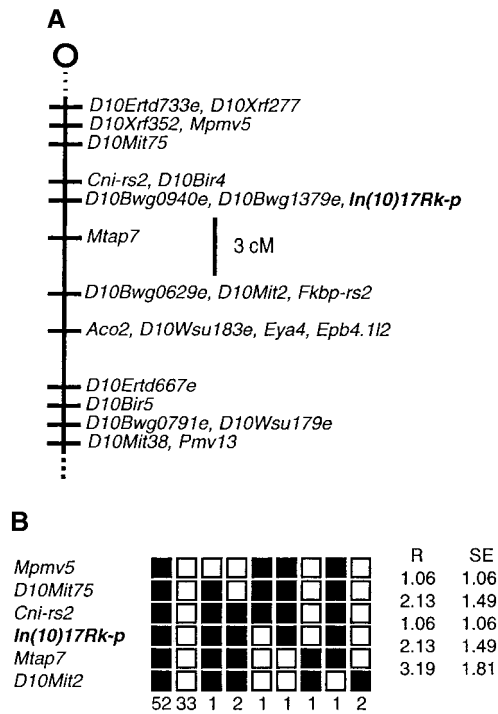 A
D10Ertd733e, D10Xrf277
D10Xrf352, Mpmv5
D10Mit75
Cni-rs2, D10Bir4
D10Bwg0940e, D10Bwg1379e, In(10)17Rk-p
Mtap7
3 cM
D10Bwg0629e, D10Mit2, Fkbp-rs2
Aco2, D10Wsu183e, Eya4, Epb4.1l2
D10Ertd667e
D10Bir5
D10Bwg0791e, D10Wsu179e
D10Mit38, Pmv13
B
R SE
Mpmv5
1.06 1.06
D10Mit75
2.13 1.49
Cni-rs2
1.06 1.06
In(10)17Rk-p
2.13 1.49
Mtap7
3.19 1.81
D10Mit2
52 33 1 2 1 1 1 1 2